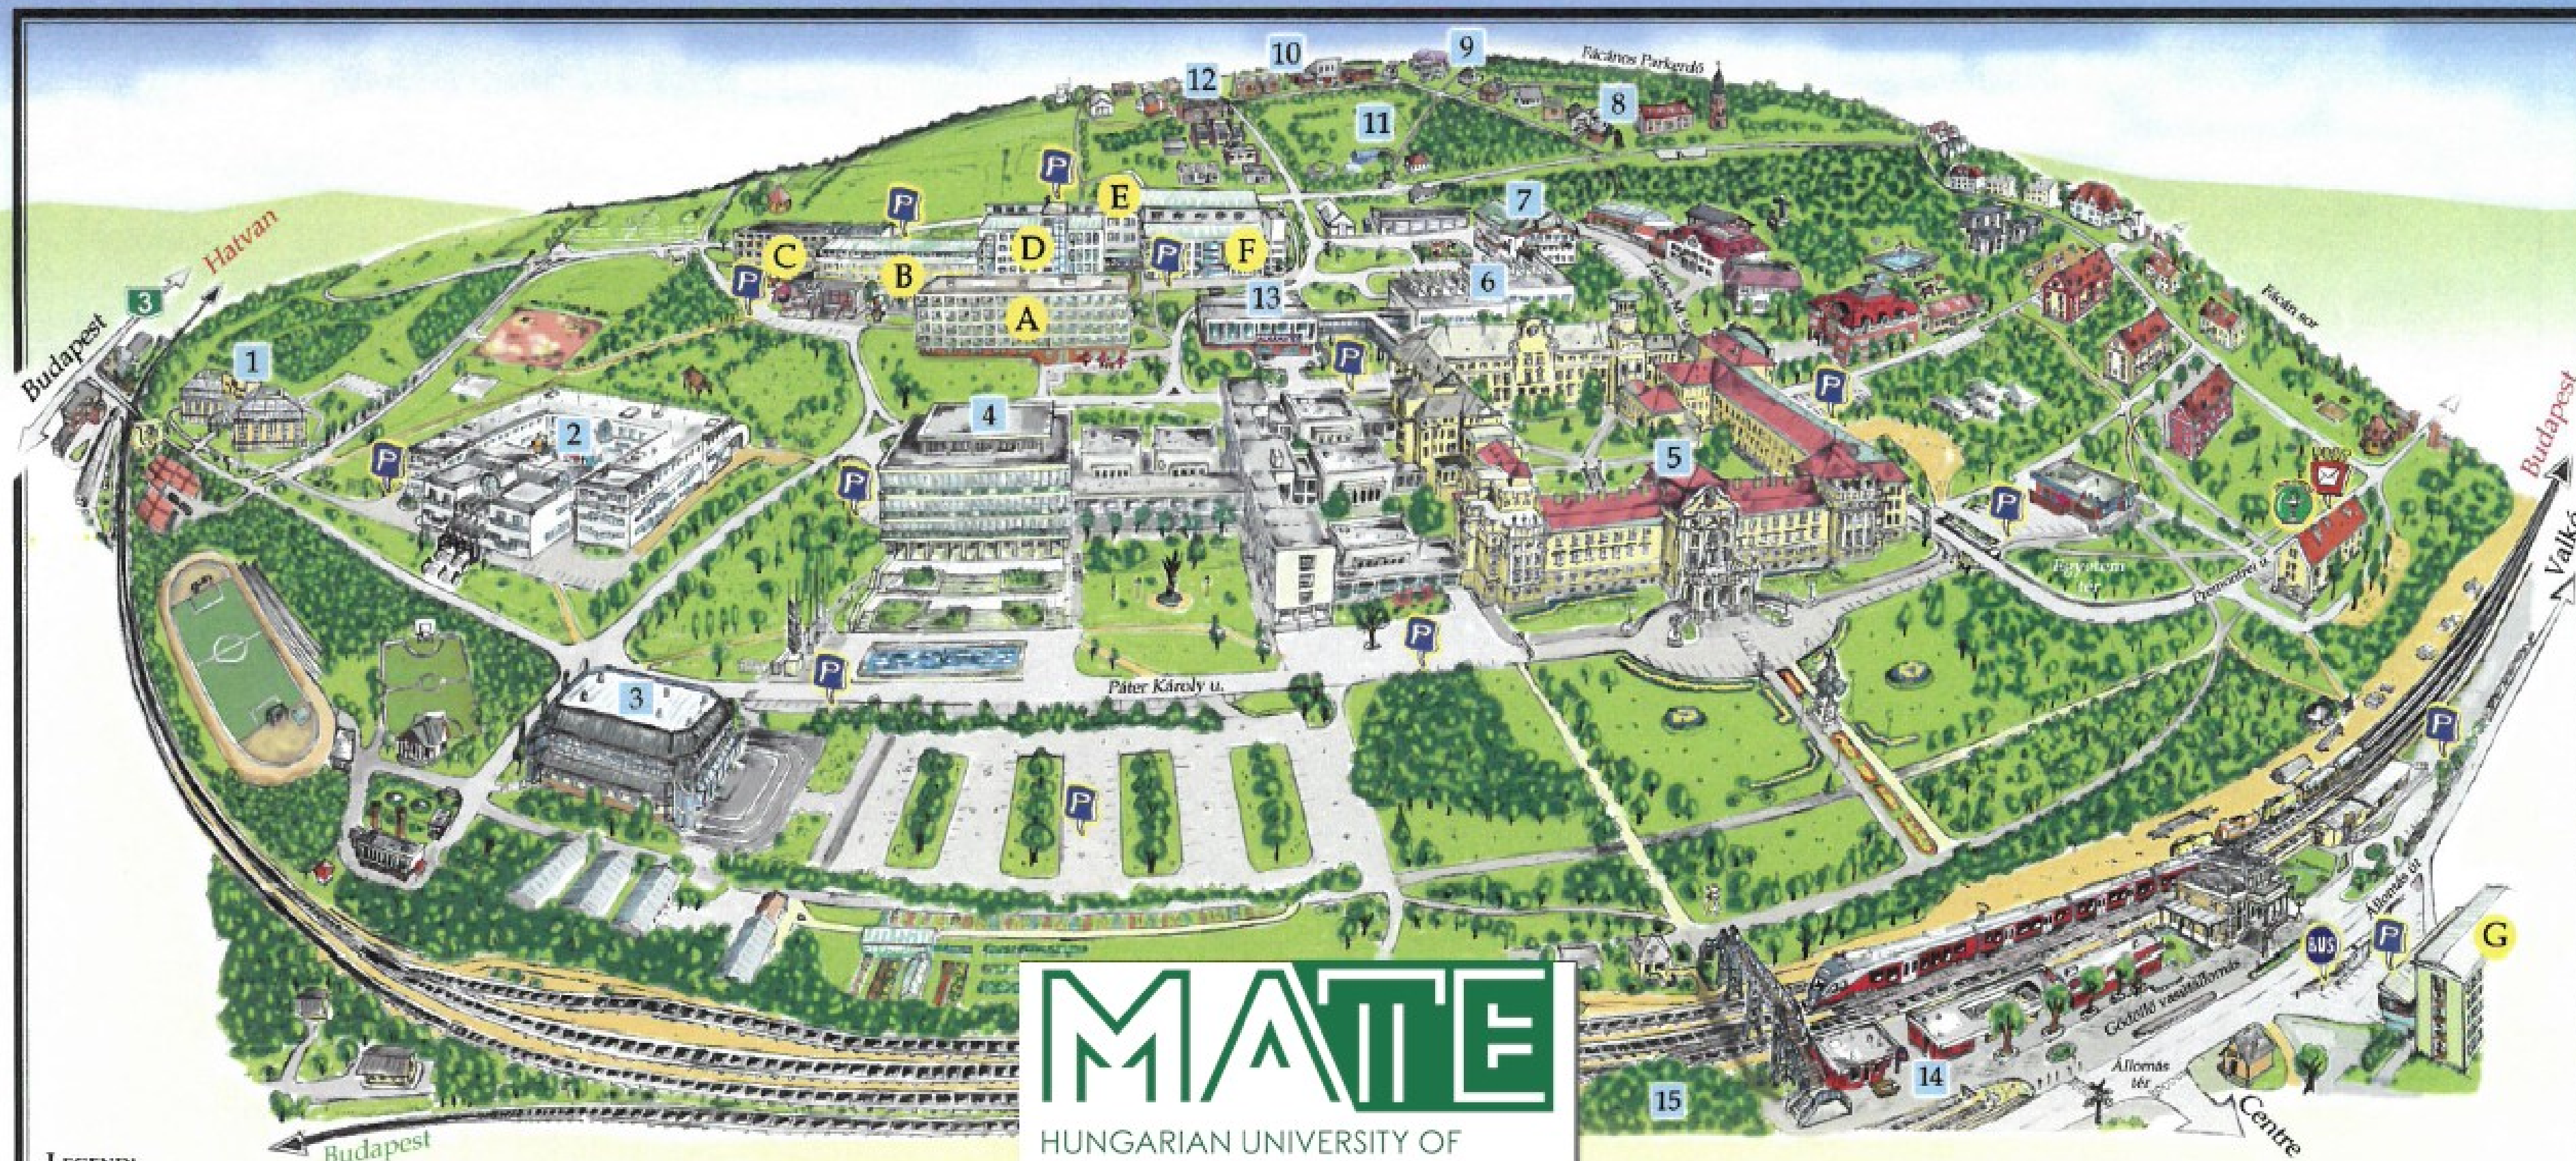 9
10
Fácános Parkerdő
12
8
11
P
E
P
7
Hatvan
D
F
C
P
B
6
P
13
3
Fácán sor
A
Budapest
P
1
P
Budapest
4
2
5
P
P
P
Valkó
Egyetem
tér
Premontrei u.
P
P
Páter Károly u.
3
P
P
Állomás út
G
BUS
P
MATE
Gödöllő vasútállomás
Állomás
tér
14
15
Centre
HUNGARIAN UNIVERSITY OF
Budapest
LEGEND: